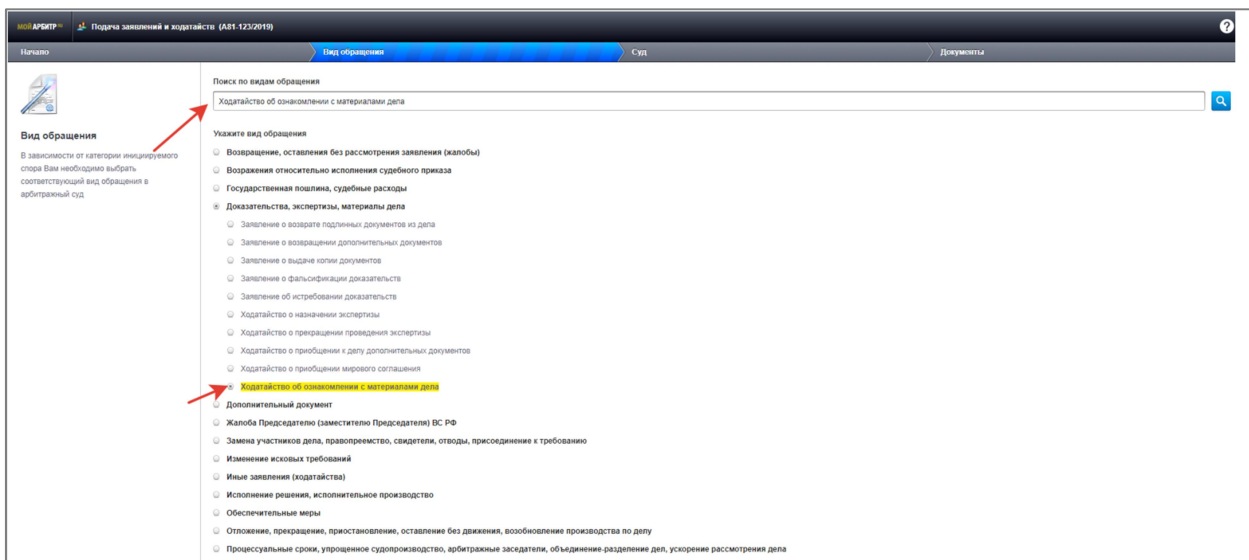 МОЙ АРБИТР RU Подача заявлений и ходатайств (А81-123/2019) ?
Начало Вид обращения Суд Документы
Вид обращения
В зависимости от категории инициируемого
спора Вам необходимо выбрать
соответствующий вид обращения в
арбитражный суд
Поиск по видам обращения
Ходатайство об ознакомлении с материалами дела
Укажите вид обращения
Возвращение, оставления без рассмотрения заявления (жалобы)
Возражения относительно исполнения судебного приказа
Государственная пошлина, судебные расходы
Доказательства, экспертизы, материалы дела
Заявление о возврате подлинных документов из дела
Заявление о возвращении дополнительных документов
Заявление о выдаче копии документов
Заявление о фальсификации доказательств
Заявление об истребовании доказательств
Ходатайство о назначении экспертизы
Ходатайство о прекращении проведения экспертизы
Ходатайство о приобщении к делу дополнительных документов
Ходатайство о приобщении мирового соглашения
Ходатайство об ознакомлении с материалами дела
Дополнительный документ
Жалоба Председателю (заместителю Председателя) ВС РФ
Замена участников дела, правопреемство, свидетели, отводы, присоединение к требованию
Изменение исковых требований
Иные заявления (ходатайства)
Исполнение решения, исполнительное производство
Обеспечительные меры
Отложение, прекращение, приостановление, оставление без движения, возобновление производства по делу
Процессуальные сроки, упрощенное судопроизводство, арбитражные заседатели, объединение-разделение дел, ускорение рассмотрения дела